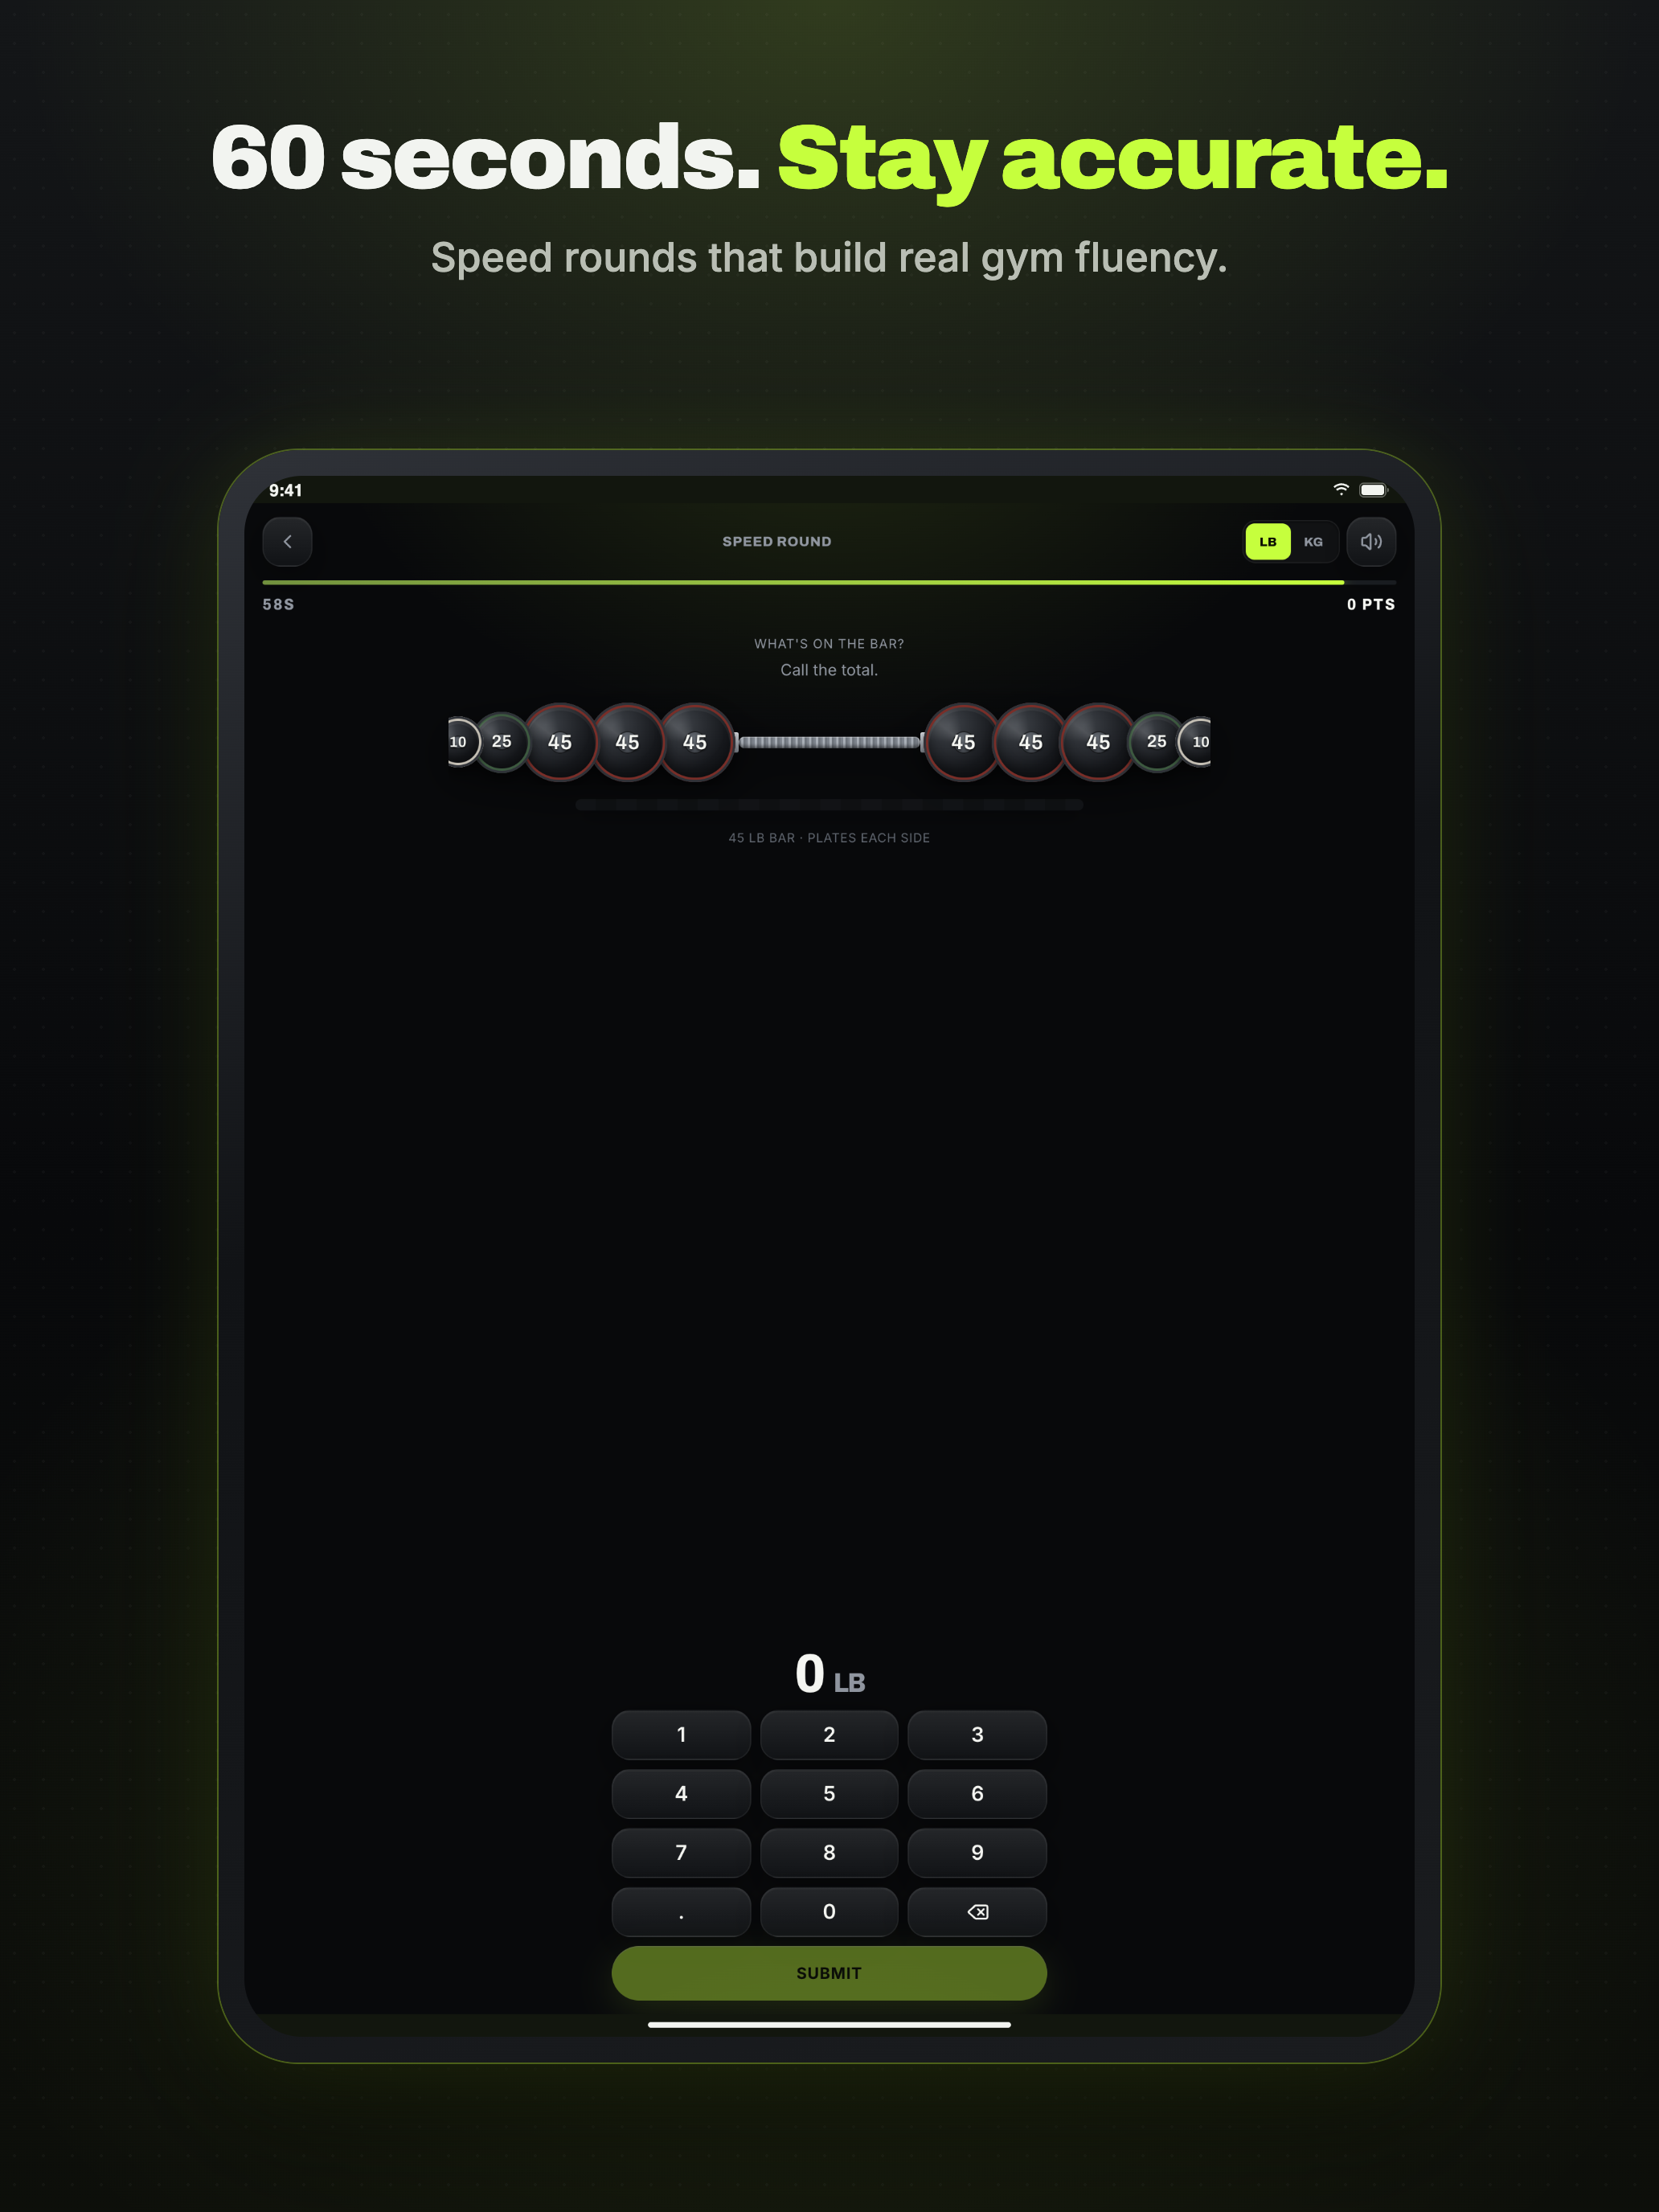 60 seconds. Stay accurate.
Speed rounds that build real gym fluency.
9:41
SPEED ROUND
LB KG
58S
0 PTS
WHAT'S ON THE BAR?
Call the total.
10 25 45 45 45 45 45 45 25 10
45 LB BAR · PLATES EACH SIDE
0 LB
1 2 3
4 5 6
7 8 9
. 0
SUBMIT